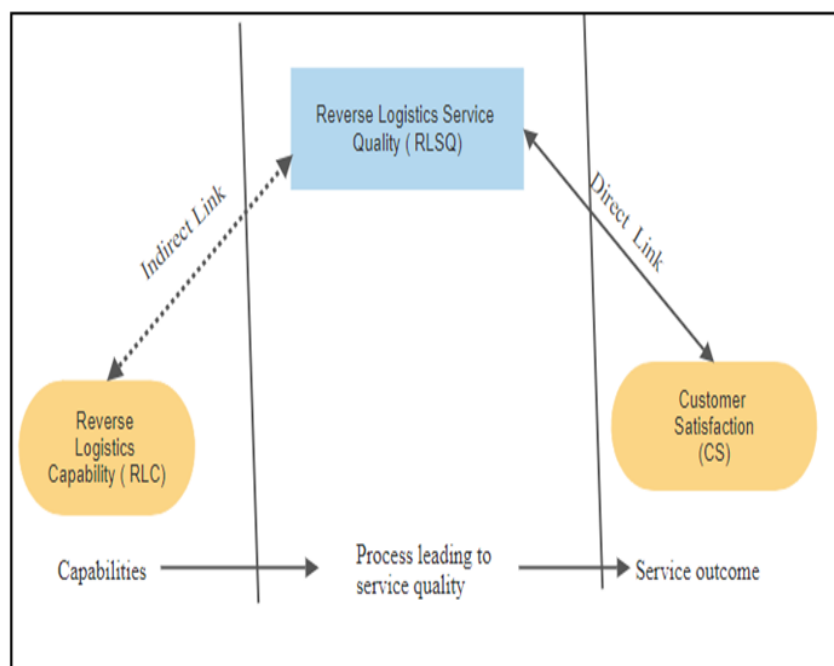 Reverse Logistics Service
Quality ( RLSQ)
Indirect Link
Direct Link
Reverse
Logistics
Capability ( RLC)
Customer
Satisfaction
(CS)
Capabilities
Process leading to
service quality
Service outcome